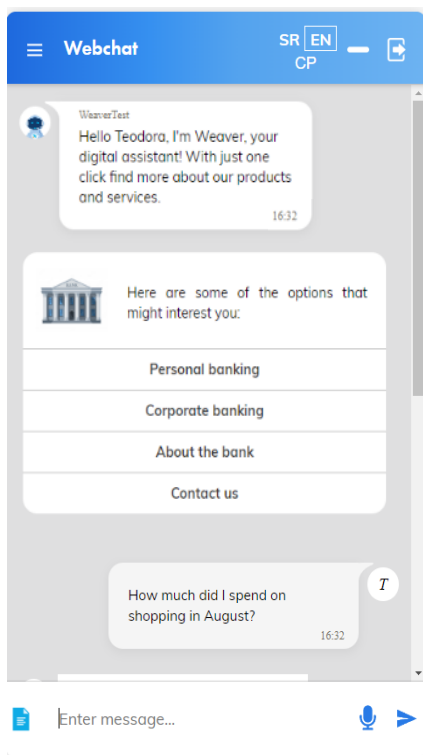 Webchat
SR EN
СР
WeaverTest
Hello Teodora, I'm Weaver, your
digital assistant! With just one
click find more about our products
and services.
16:32
BANK
Here are some of the options that
might interest you:
Personal banking
Corporate banking
About the bank
Contact us
T
How much did I spend on
shopping in August?
16:32
Enter message...